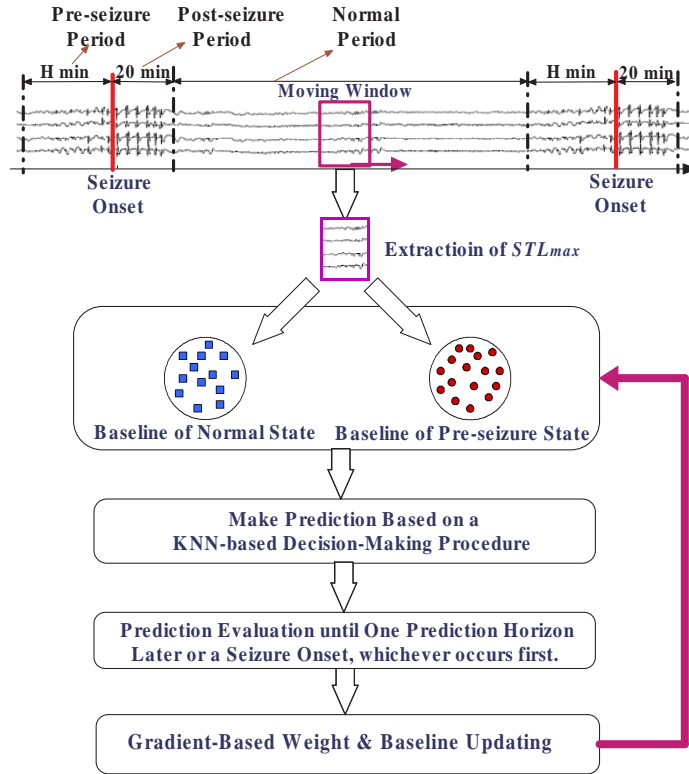 Pre-seizure Post-seizure Normal
Period Period Period
H min 20 min H min 20 min
Moving Window
Seizure Seizure
Onset Onset
Extractioin of STLmax
Baseline of Normal State Baseline of Pre-seizure State
Make Prediction Based on a
KNN-based Decision-Making Procedure
Prediction Evaluation until One Prediction Horizon
Later or a Seizure Onset, whichever occurs first.
Gradient-Based Weight & Baseline Updating